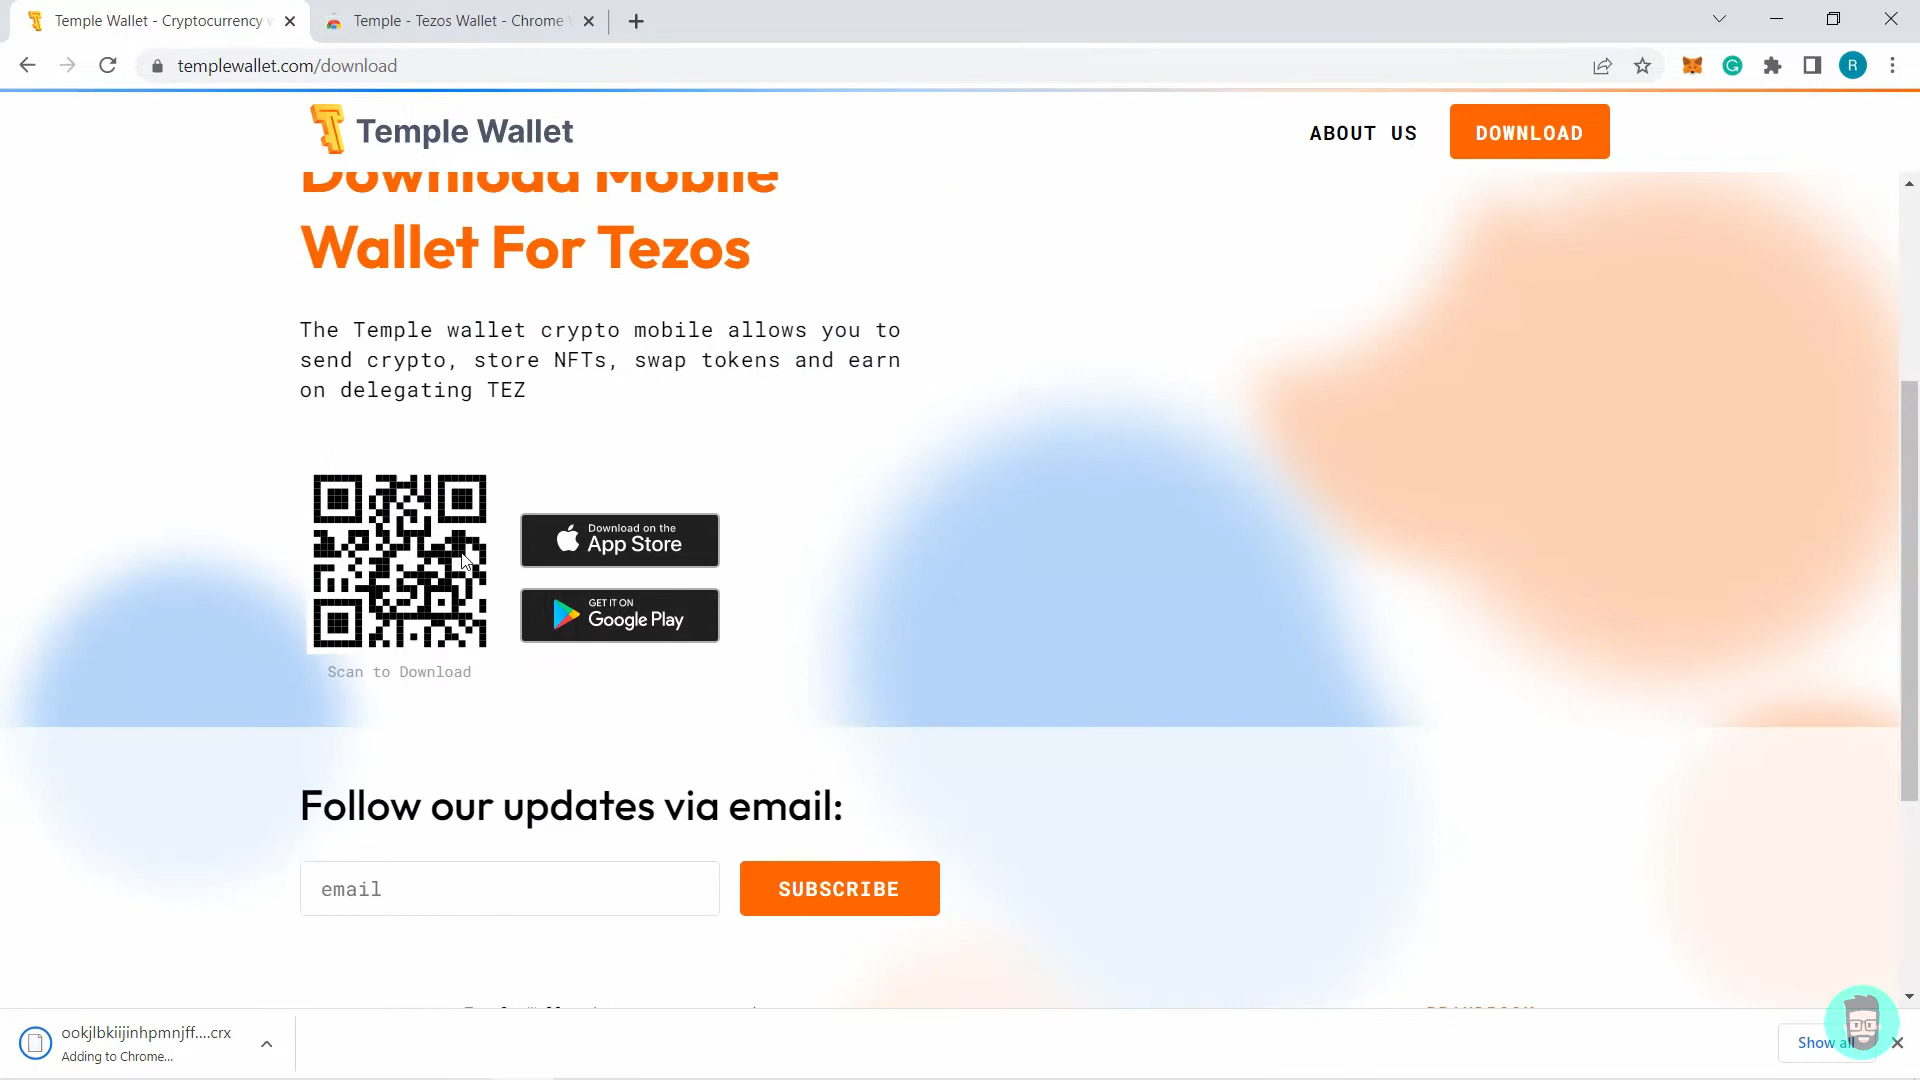 Temple Wallet - Cryptocurrency w
Temple - Tezos Wallet - Chrome W
templewallet.com/download
R
Temple Wallet
ABOUT US
DOWNLOAD
Download Mobile
Wallet For Tezos
The Temple wallet crypto mobile allows you to
send crypto, store NFTs, swap tokens and earn
on delegating TEZ
Download on the
App Store
GET IT ON
Google Play
Scan to Download
Follow our updates via email:
email
SUBSCRIBE
ookjlbkiijinhpmnjff....crx
Adding to Chrome...
Show all